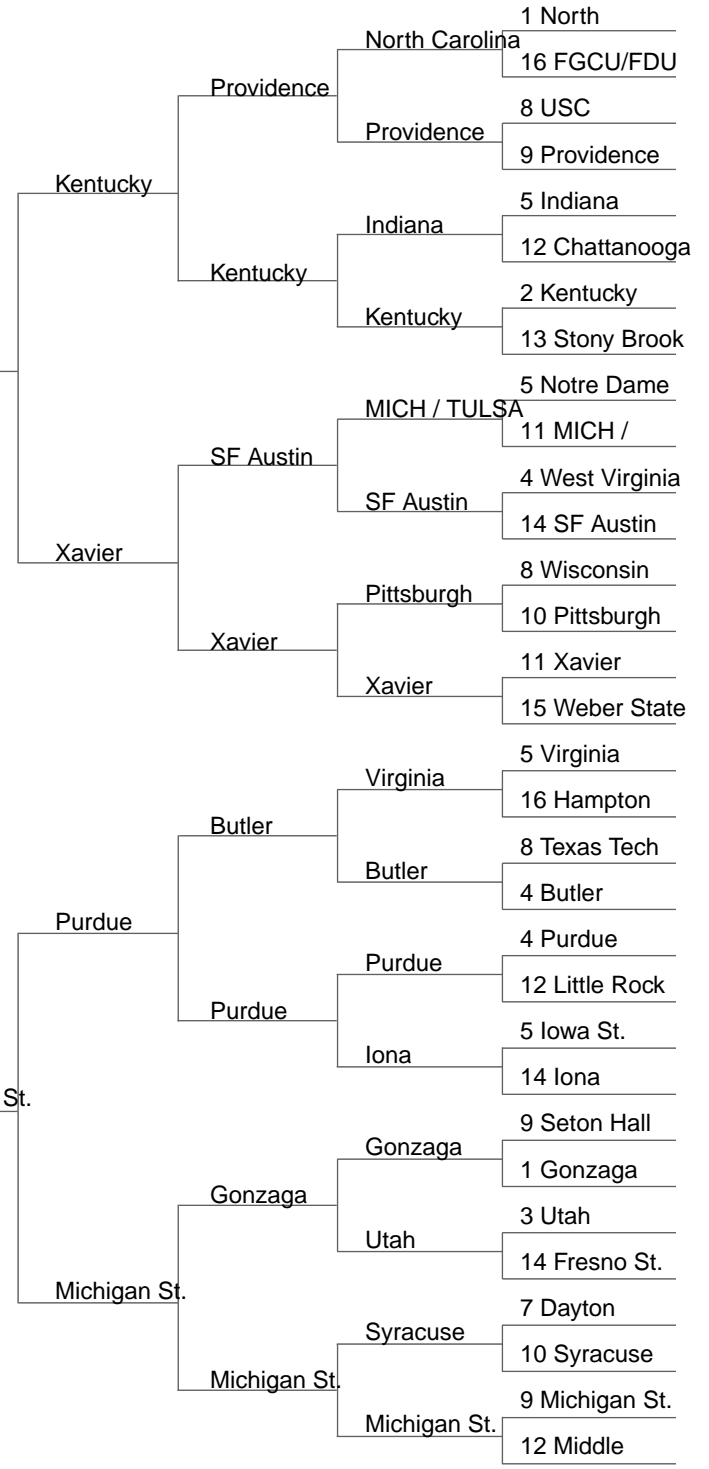 1 North
North Carolina
16 FGCU/FDU
Providence
8 USC
Providence
9 Providence
Kentucky
5 Indiana
Indiana
12 Chattanooga
Kentucky
2 Kentucky
Kentucky
13 Stony Brook
5 Notre Dame
MICH / TULSA
11 MICH /
SF Austin
4 West Virginia
SF Austin
14 SF Austin
Xavier
8 Wisconsin
Pittsburgh
10 Pittsburgh
Xavier
11 Xavier
Xavier
15 Weber State
5 Virginia
Virginia
16 Hampton
Butler
8 Texas Tech
Butler
4 Butler
Purdue
4 Purdue
Purdue
12 Little Rock
Purdue
5 Iowa St.
Iona
14 Iona
St.
9 Seton Hall
Gonzaga
1 Gonzaga
Gonzaga
3 Utah
Utah
14 Fresno St.
Michigan St.
7 Dayton
Syracuse
10 Syracuse
Michigan St.
9 Michigan St.
Michigan St.
12 Middle